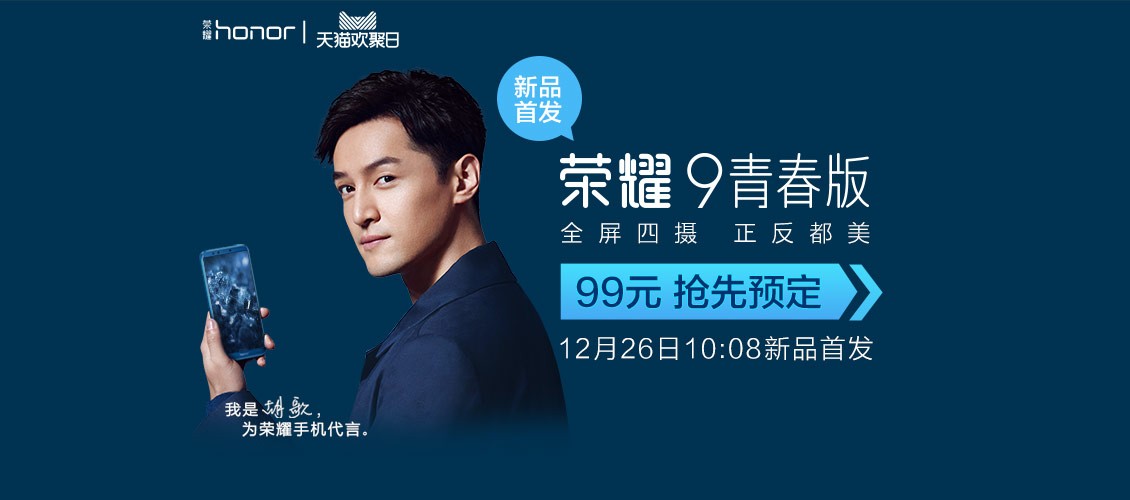 荣耀 honor | 天猫欢聚日
新品
首发
荣耀 9青春版
全屏四摄 正反都美
99元 抢先预定
12月26日10:08新品首发
我是胡歌，
为荣耀手机代言。